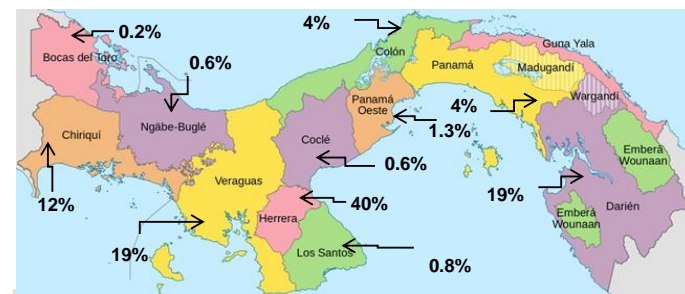 4%
0.2%
Bocas del Toro
0.6%
Colón
Panamá
Guna Yala
Madugandí
Wargandí
Ngäbe-Buglé
Panamá
Oeste
4%
1.3%
Chiriquí
Coclé
0.6%
Emberá
Wounaan
Veraguas
12%
Herrera
40%
19%
Darién
Emberá
Wounaan
19%
Los Santos
0.8%